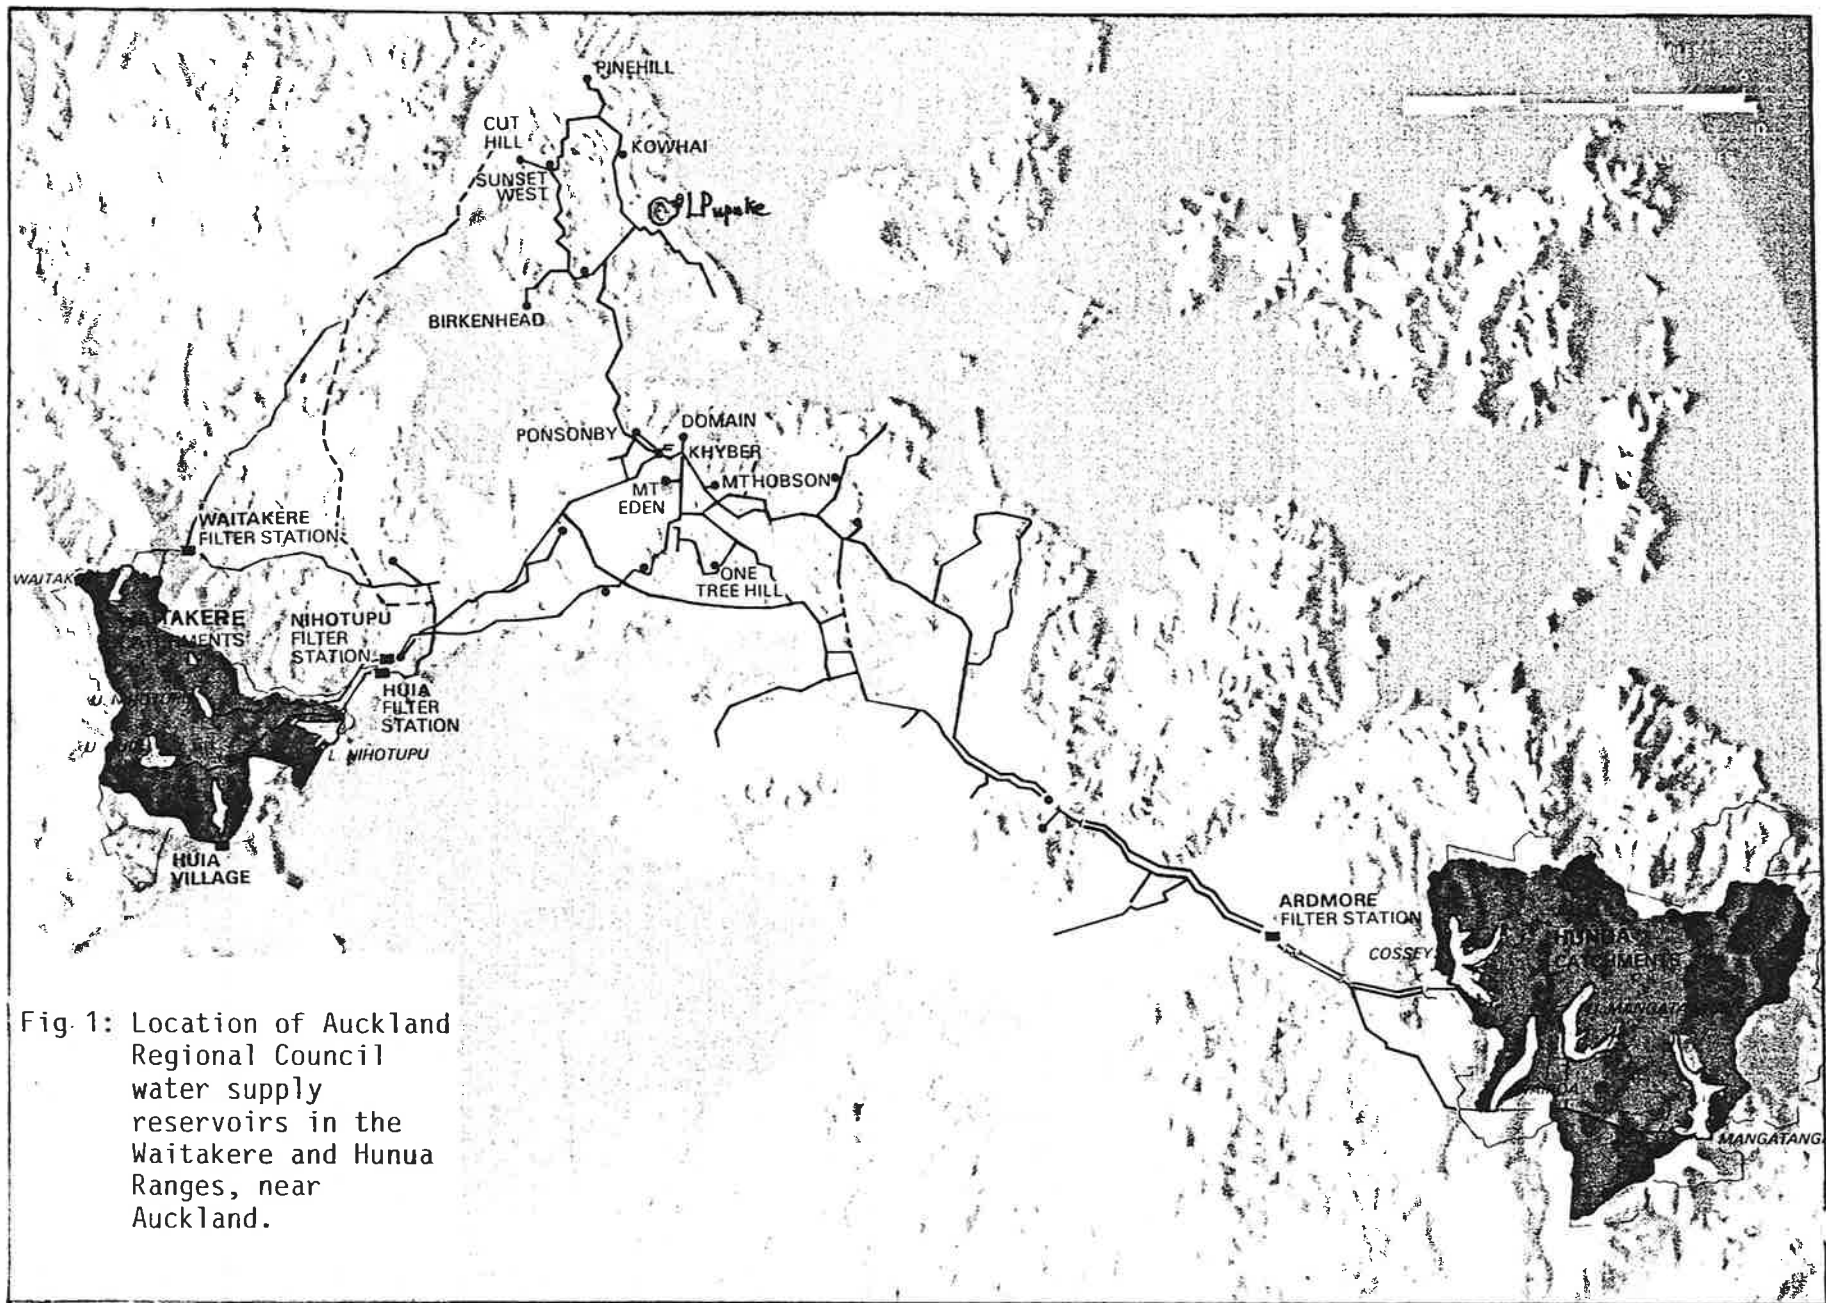 PINEHILL
CUT
HILL
KOWHAI
SUNSET
WEST
L Pupuke
BIRKENHEAD
PONSONBY
DOMAIN
KHYBER
MT HOBSON
MT
EDEN
WAITAKERE
FILTER STATION
ONE
TREE HILL
NIHOTUPU
FILTER
STATION
HUIA
FILTER
STATION
L. NIHOTUPU
HUIA
VILLAGE
ARDMORE
FILTER STATION
COSSEY
HUNUA
CATCHMENTS
10
Fig 1: Location of Auckland
Regional Council
water supply
reservoirs in the
Waitakere and Hunua
Ranges, near
Auckland.